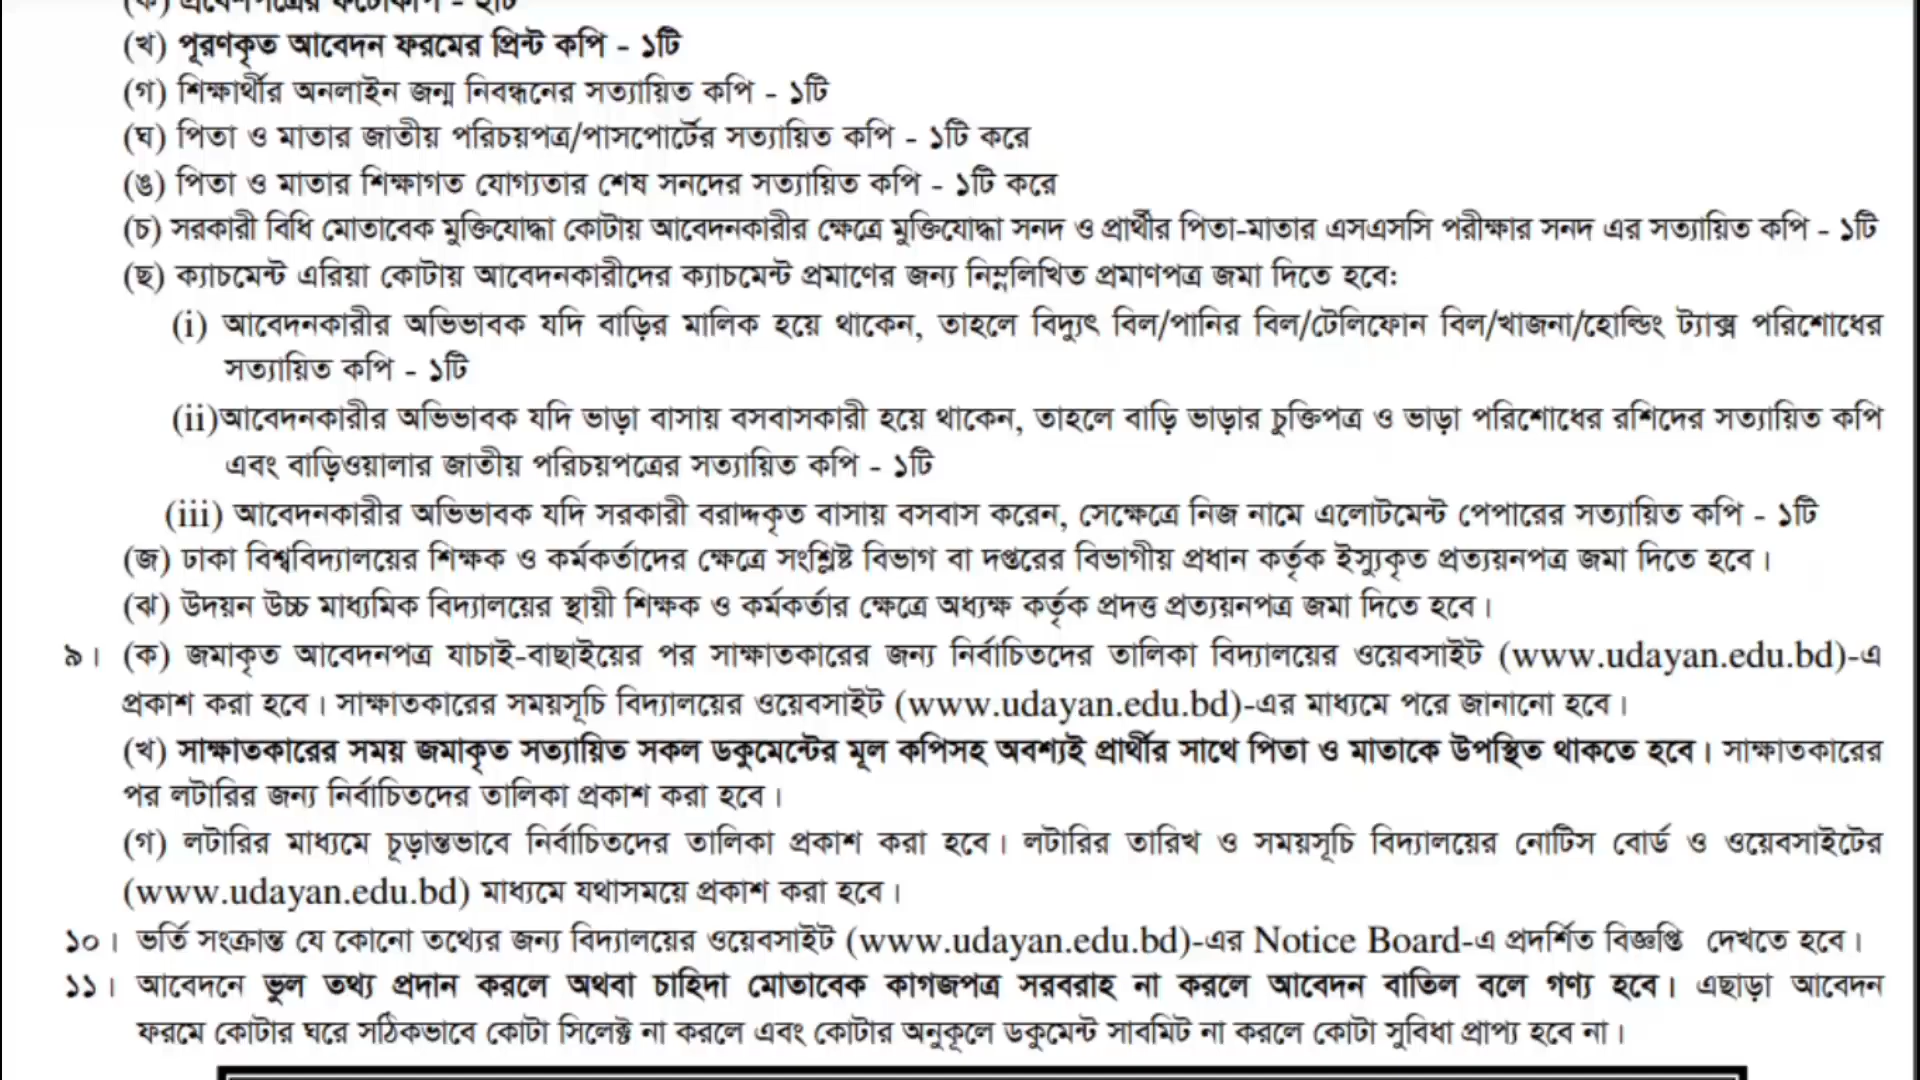 (ক) প্রবেশপত্রের ফটোকপি - ২টি
(খ) পূরণকৃত আবেদন ফরমের প্রিন্ট কপি - ১টি
(গ) শিক্ষার্থীর অনলাইন জন্ম নিবন্ধনের সত্যায়িত কপি - ১টি
(ঘ) পিতা ও মাতার জাতীয় পরিচয়পত্র/পাসপোর্টের সত্যায়িত কপি - ১টি করে
(ঙ) পিতা ও মাতার শিক্ষাগত যোগ্যতার শেষ সনদের সত্যায়িত কপি - ১টি করে
(চ) সরকারী বিধি মোতাবেক মুক্তিযোদ্ধা কোটায় আবেদনকারীর ক্ষেত্রে মুক্তিযোদ্ধা সনদ ও প্রার্থীর পিতা-মাতার এসএসসি পরীক্ষার সনদ এর সত্যায়িত কপি - ১টি
(ছ) ক্যাচমেন্ট এরিয়া কোটায় আবেদনকারীদের ক্যাচমেন্ট প্রমাণের জন্য নিম্নলিখিত প্রমাণপত্র জমা দিতে হবে:
(i) আবেদনকারীর অভিভাবক যদি বাড়ির মালিক হয়ে থাকেন, তাহলে বিদ্যুৎ বিল/পানির বিল/টেলিফোন বিল/খাজনা/হোল্ডিং ট্যাক্স পরিশোধের
সত্যায়িত কপি - ১টি
(ii)আবেদনকারীর অভিভাবক যদি ভাড়া বাসায় বসবাসকারী হয়ে থাকেন, তাহলে বাড়ি ভাড়ার চুক্তিপত্র ও ভাড়া পরিশোধের রশিদের সত্যায়িত কপি
এবং বাড়িওয়ালার জাতীয় পরিচয়পত্রের সত্যায়িত কপি - ১টি
(iii) আবেদনকারীর অভিভাবক যদি সরকারী বরাদ্দকৃত বাসায় বসবাস করেন, সেক্ষেত্রে নিজ নামে এলোটমেন্ট পেপারের সত্যায়িত কপি - ১টি
(জ) ঢাকা বিশ্ববিদ্যালয়ের শিক্ষক ও কর্মকর্তাদের ক্ষেত্রে সংশ্লিষ্ট বিভাগ বা দপ্তরের বিভাগীয় প্রধান কর্তৃক ইস্যুকৃত প্রত্যয়নপত্র জমা দিতে হবে।
(ঝ) উদয়ন উচ্চ মাধ্যমিক বিদ্যালয়ের স্থায়ী শিক্ষক ও কর্মকর্তার ক্ষেত্রে অধ্যক্ষ কর্তৃক প্রদত্ত প্রত্যয়নপত্র জমা দিতে হবে।
৯। (ক) জমাকৃত আবেদনপত্র যাচাই-বাছাইয়ের পর সাক্ষাতকারের জন্য নির্বাচিতদের তালিকা বিদ্যালয়ের ওয়েবসাইট (www.udayan.edu.bd)-এ
প্রকাশ করা হবে। সাক্ষাতকারের সময়সূচি বিদ্যালয়ের ওয়েবসাইট (www.udayan.edu.bd)-এর মাধ্যমে পরে জানানো হবে।
(খ) সাক্ষাতকারের সময় জমাকৃত সত্যায়িত সকল ডকুমেন্টের মূল কপিসহ অবশ্যই প্রার্থীর সাথে পিতা ও মাতাকে উপস্থিত থাকতে হবে। সাক্ষাতকারের
পর লটারির জন্য নির্বাচিতদের তালিকা প্রকাশ করা হবে।
(গ) লটারির মাধ্যমে চূড়ান্তভাবে নির্বাচিতদের তালিকা প্রকাশ করা হবে। লটারির তারিখ ও সময়সূচি বিদ্যালয়ের নোটিস বোর্ড ও ওয়েবসাইটের
(www.udayan.edu.bd) মাধ্যমে যথাসময়ে প্রকাশ করা হবে।
১০। ভর্তি সংক্রান্ত যে কোনো তথ্যের জন্য বিদ্যালয়ের ওয়েবসাইট (www.udayan.edu.bd)-এর Notice Board-এ প্রদর্শিত বিজ্ঞপ্তি দেখতে হবে।
১১। আবেদনে ভুল তথ্য প্রদান করলে অথবা চাহিদা মোতাবেক কাগজপত্র সরবরাহ না করলে আবেদন বাতিল বলে গণ্য হবে। এছাড়া আবেদন
ফরমে কোটার ঘরে সঠিকভাবে কোটা সিলেক্ট না করলে এবং কোটার অনুকূলে ডকুমেন্ট সাবমিট না করলে কোটা সুবিধা প্রাপ্য হবে না।